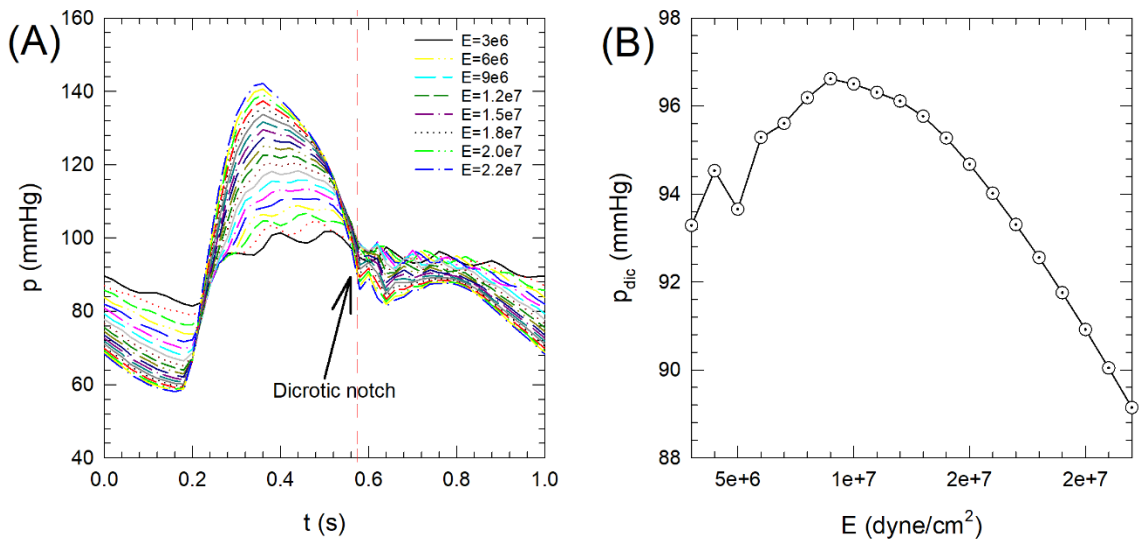 (A)
160
140
120
100
80
60
40
p (mmHg)
0.0 0.2 0.4 0.6 0.8 1.0
t (s)
E=3e6
E=6e6
E=9e6
E=1.2e7
E=1.5e7
E=1.8e7
E=2.0e7
E=2.2e7
Dicrotic notch
(B)
98
96
94
92
90
88
p_dic (mmHg)
5e+6 1e+7 2e+7 2e+7
E (dyne/cm²)